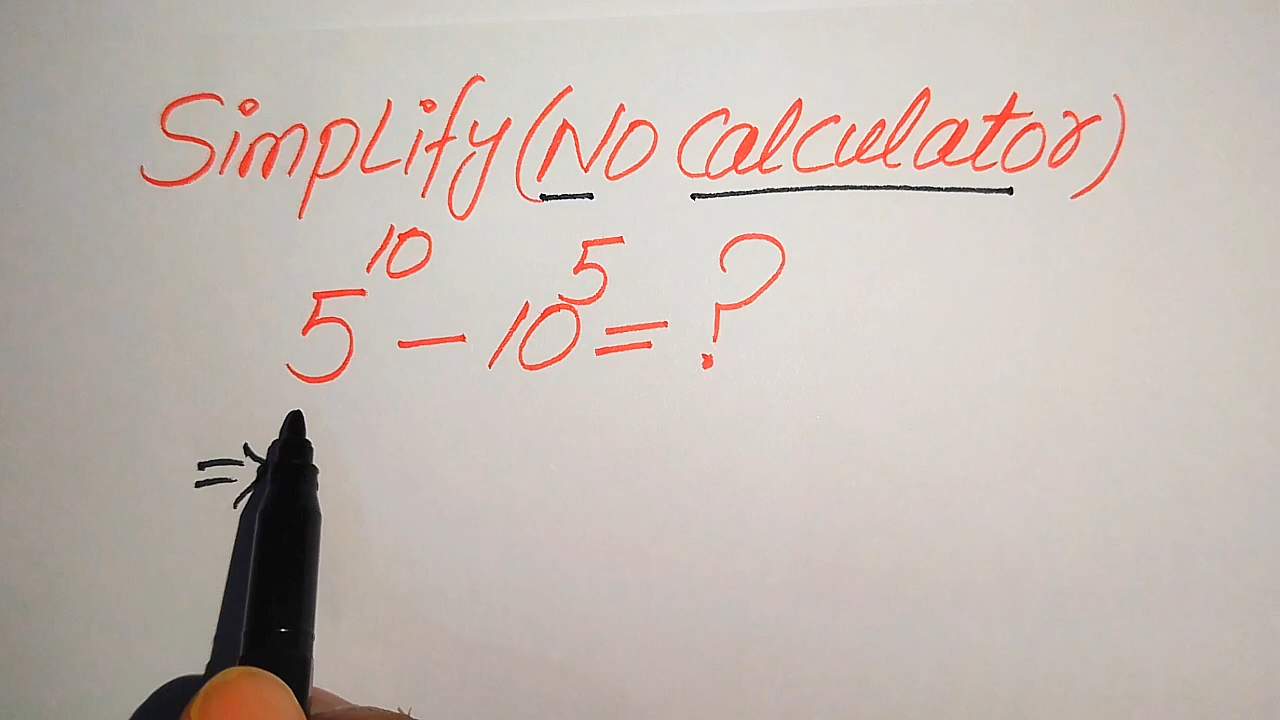 Simplify (No Calculator)
5^10 - 10^5 = ?
=>